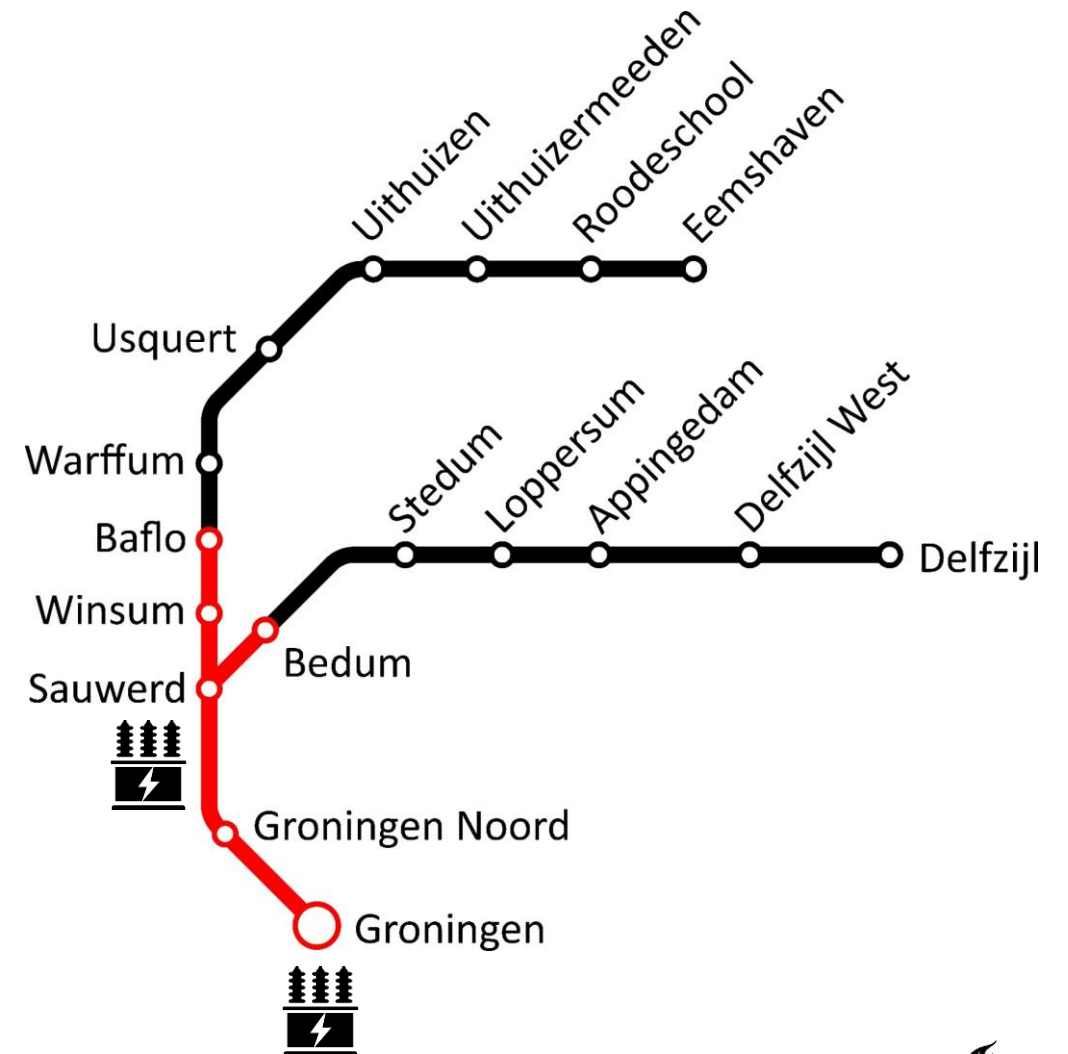 Uithuizen
Uithuizermeeden
Roodeschool
Eemshaven
Usquert
Warffum
Baflo
Winsum
Sauwerd
Stedum
Loppersum
Appingedam
Delfzijl West
Delfzijl
Bedum
Groningen Noord
Groningen